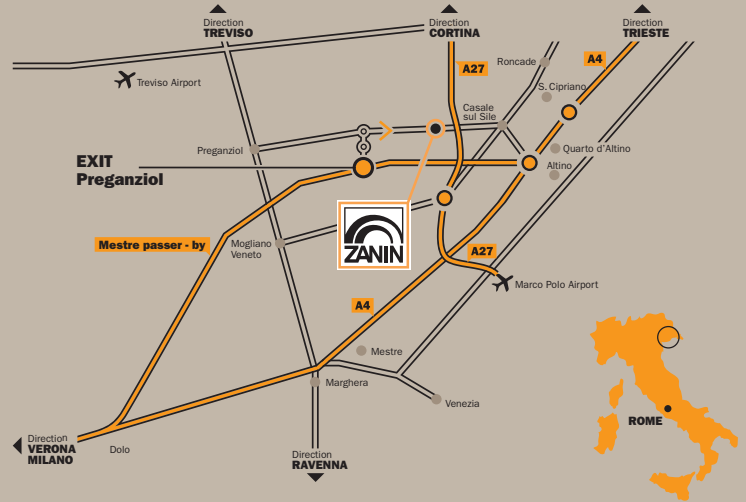 Direction
TREVISO
Direction
CORTINA
Direction
TRIESTE
Roncade
A4
A27
Treviso Airport
S. Cipriano
Casale
sul Sile
Preganziol
Quarto d'Altino
EXIT
Preganziol
Altino
ZANIN
Mestre passer - by
Mogliano
Veneto
A27
Marco Polo Airport
A4
Mestre
Marghera
Venezia
ROME
Direction
VERONA
MILANO
Dolo
Direction
RAVENNA